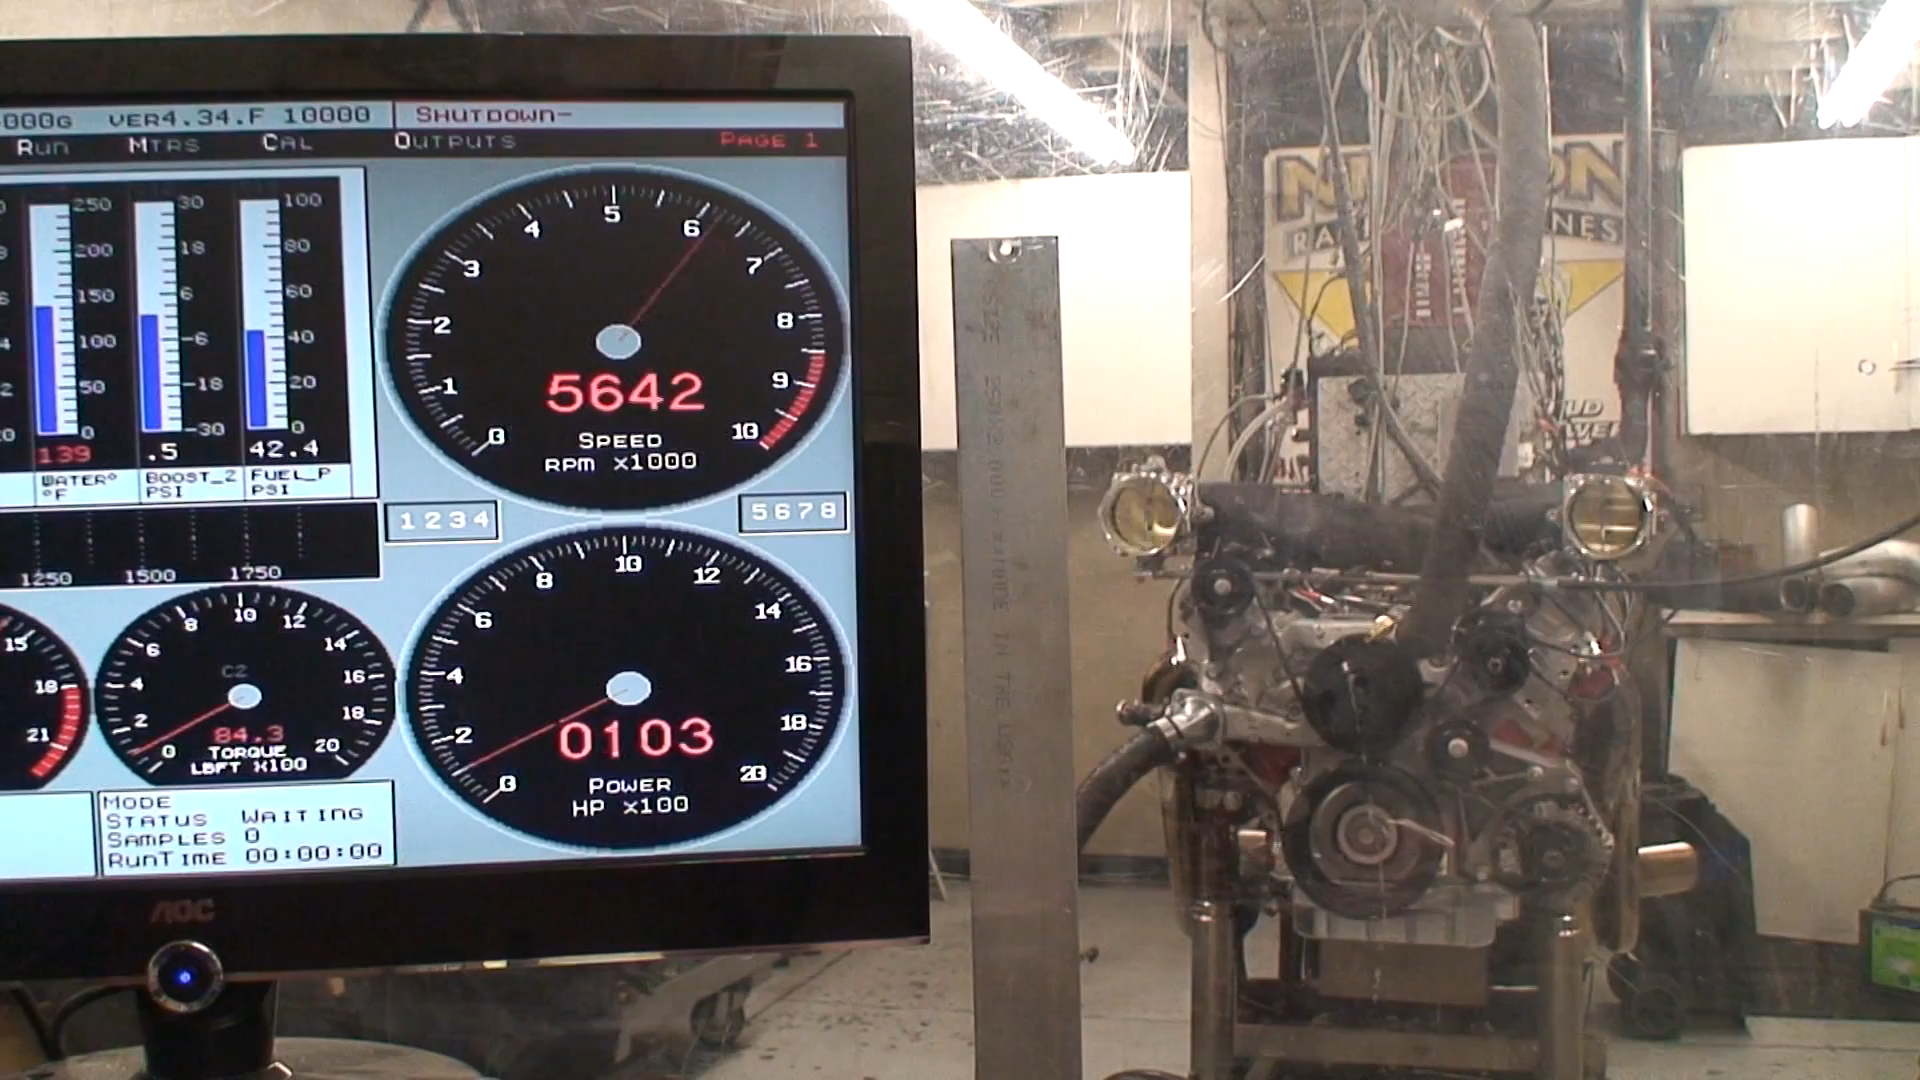 000G VER4.34.F 10000 SHUTDOWN-
RUN MTRS CAL OUTPUTS PAGE 1
250 200 150 100 50 0
30 18 6 -6 -18 -30
100 80 60 40 20 0
139 .5 42.4
WATER° °F
BOOST_2 PSI
FUEL_P PSI
0 1 2 3 4 5 6 7 8 9 10
5642
SPEED
RPM X1000
1234
5678
1250 1500 1750
15 18 21
0 2 4 6 8 10 12 14 16 18 20
C2
84.3
TORQUE
LBFT X100
0 2 4 6 8 10 12 14 16 18 20
0103
POWER
HP X100
MODE
STATUS WAITING
SAMPLES 0
RUNTIME 00:00:00
AOC
IN THE USA